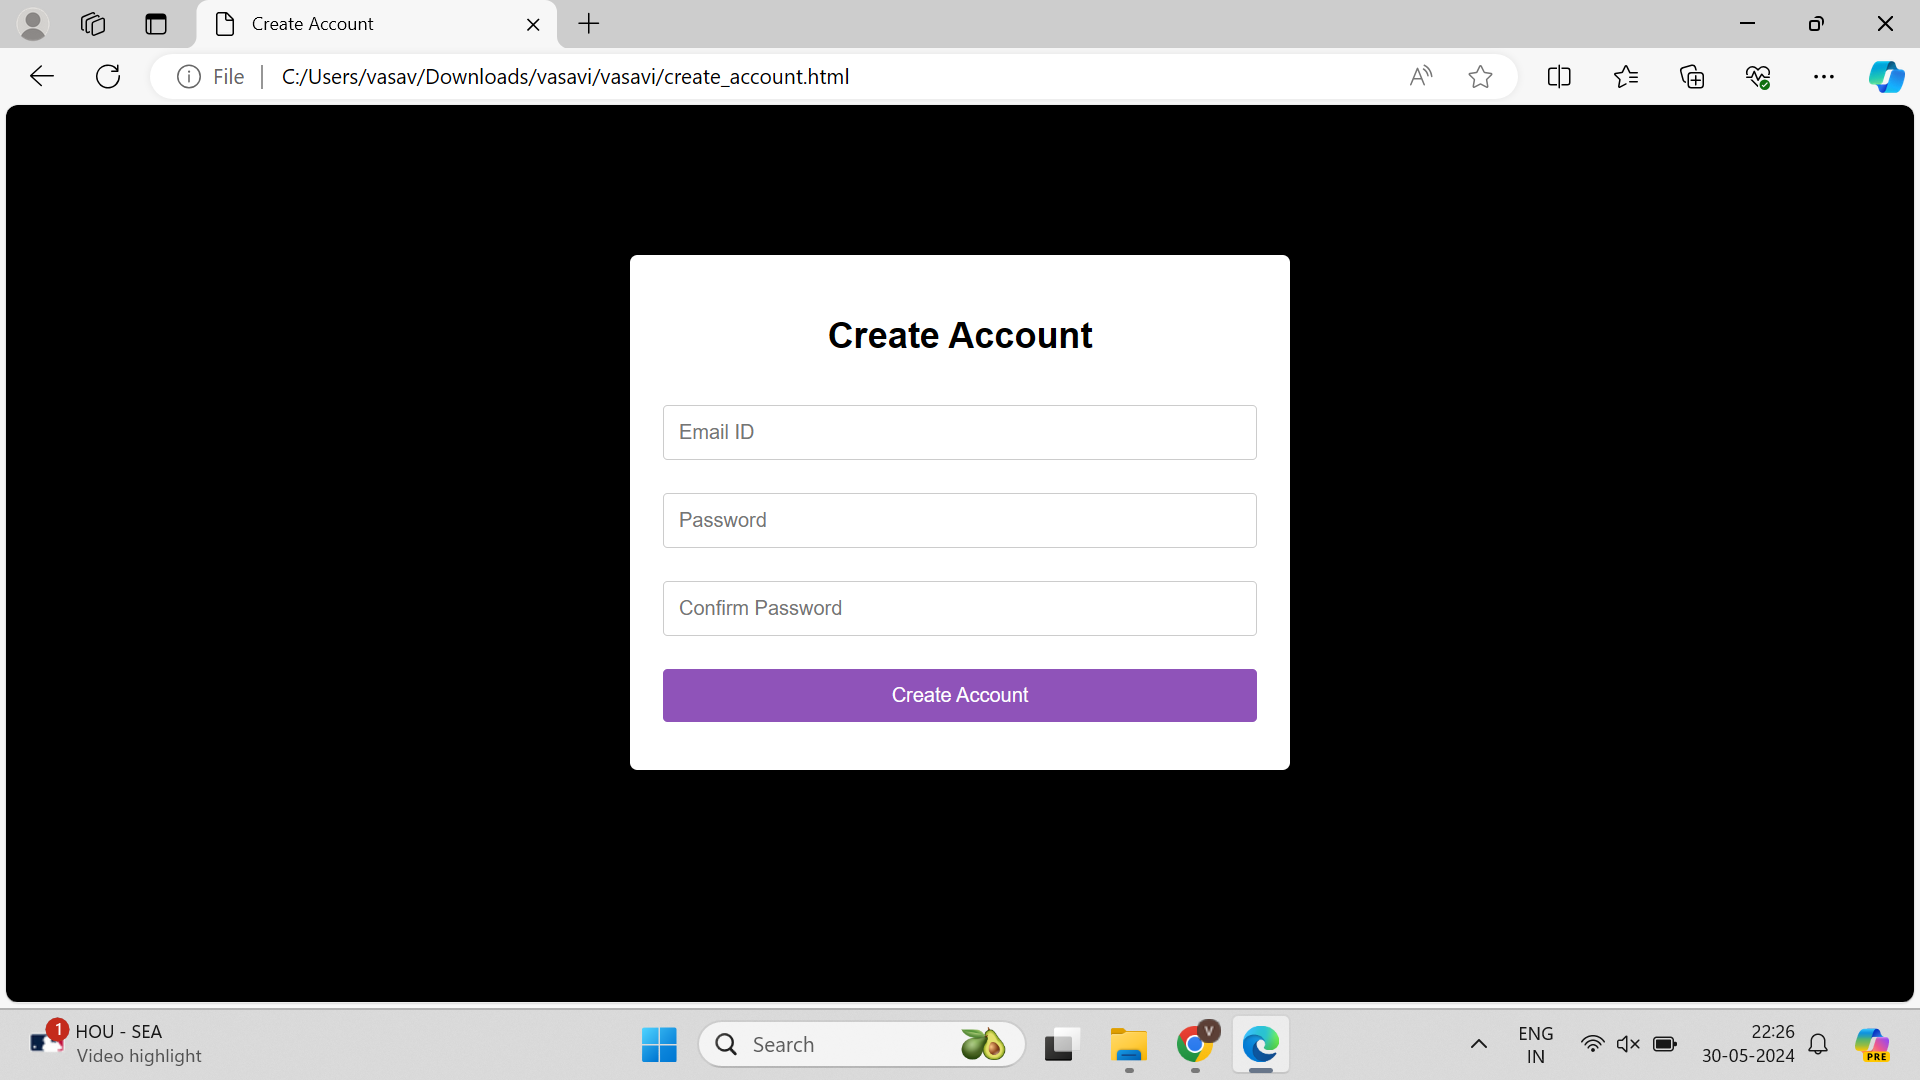 Create Account
File
C:/Users/vasav/Downloads/vasavi/vasavi/create_account.html
Create Account
Email ID
Password
Confirm Password
Create Account
1
HOU - SEA
Video highlight
Search
V
ENG
IN
22:26
30-05-2024
PRE